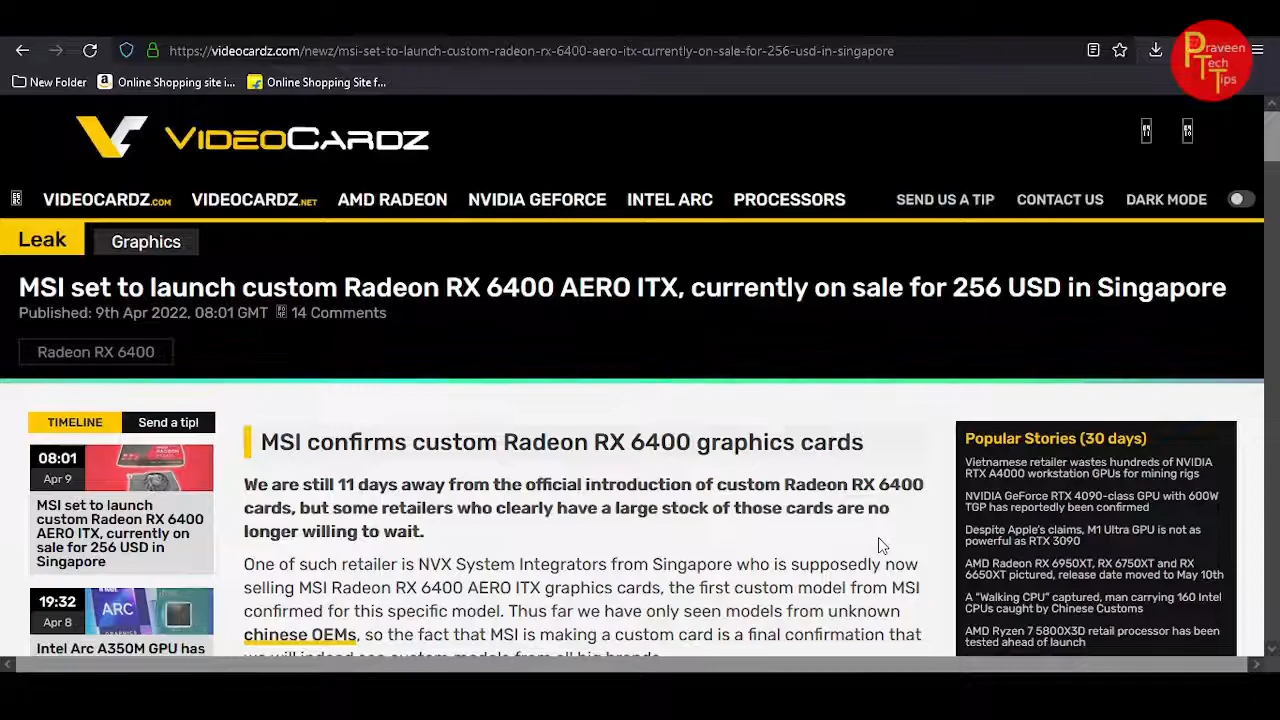 https://videocardz.com/newz/msi-set-to-launch-custom-radeon-rx-6400-aero-itx-currently-on-sale-for-256-usd-in-singapore
Praveen
Tech
Tips
New Folder
Online Shopping site i...
Online Shopping Site f...
VIDEOCARDZ
VIDEOCARDZ.COM
VIDEOCARDZ.NET
AMD RADEON
NVIDIA GEFORCE
INTEL ARC
PROCESSORS
SEND US A TIP
CONTACT US
DARK MODE
Leak
Graphics
MSI set to launch custom Radeon RX 6400 AERO ITX, currently on sale for 256 USD in Singapore
Published: 9th Apr 2022, 08:01 GMT 14 Comments
Radeon RX 6400
TIMELINE
Send a tip!
08:01
Apr 9
MSI set to launch
custom Radeon RX 6400
AERO ITX, currently on
sale for 256 USD in
Singapore
19:32
Apr 8
ARC
GRAPHICS
Intel Arc A350M GPU has
MSI confirms custom Radeon RX 6400 graphics cards
We are still 11 days away from the official introduction of custom Radeon RX 6400
cards, but some retailers who clearly have a large stock of those cards are no
longer willing to wait.
One of such retailer is NVX System Integrators from Singapore who is supposedly now
selling MSI Radeon RX 6400 AERO ITX graphics cards, the first custom model from MSI
confirmed for this specific model. Thus far we have only seen models from unknown
chinese OEMs, so the fact that MSI is making a custom card is a final confirmation that
we will indeed see custom models from all big brands.
Popular Stories (30 days)
Vietnamese retailer wastes hundreds of NVIDIA
RTX A4000 workstation GPUs for mining rigs
NVIDIA GeForce RTX 4090-class GPU with 600W
TGP has reportedly been confirmed
Despite Apple's claims, M1 Ultra GPU is not as
powerful as RTX 3090
AMD Radeon RX 6950XT, RX 6750XT and RX
6650XT pictured, release date moved to May 10th
A "Walking CPU" captured, man carrying 160 Intel
CPUs caught by Chinese Customs
AMD Ryzen 7 5800X3D retail processor has been
tested ahead of launch